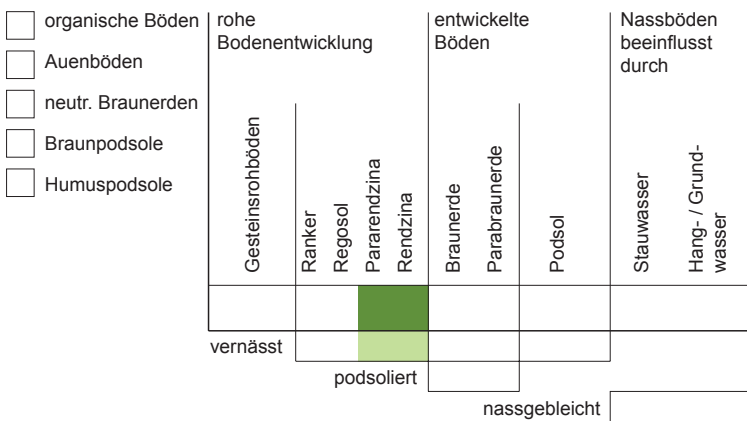 organische Böden
Auenböden
neutr. Braunerden
Braunpodsole
Humuspodsole
rohe
Bodenentwicklung
entwickelte
Böden
Nassböden
beeinflusst
durch
Gesteinsrohböden
Ranker
Regosol
Pararendzina
Rendzina
Braunerde
Parabraunerde
Podsol
Stauwasser
Hang- / Grund-
wasser
vernässt
podsoliert
nassgebleicht